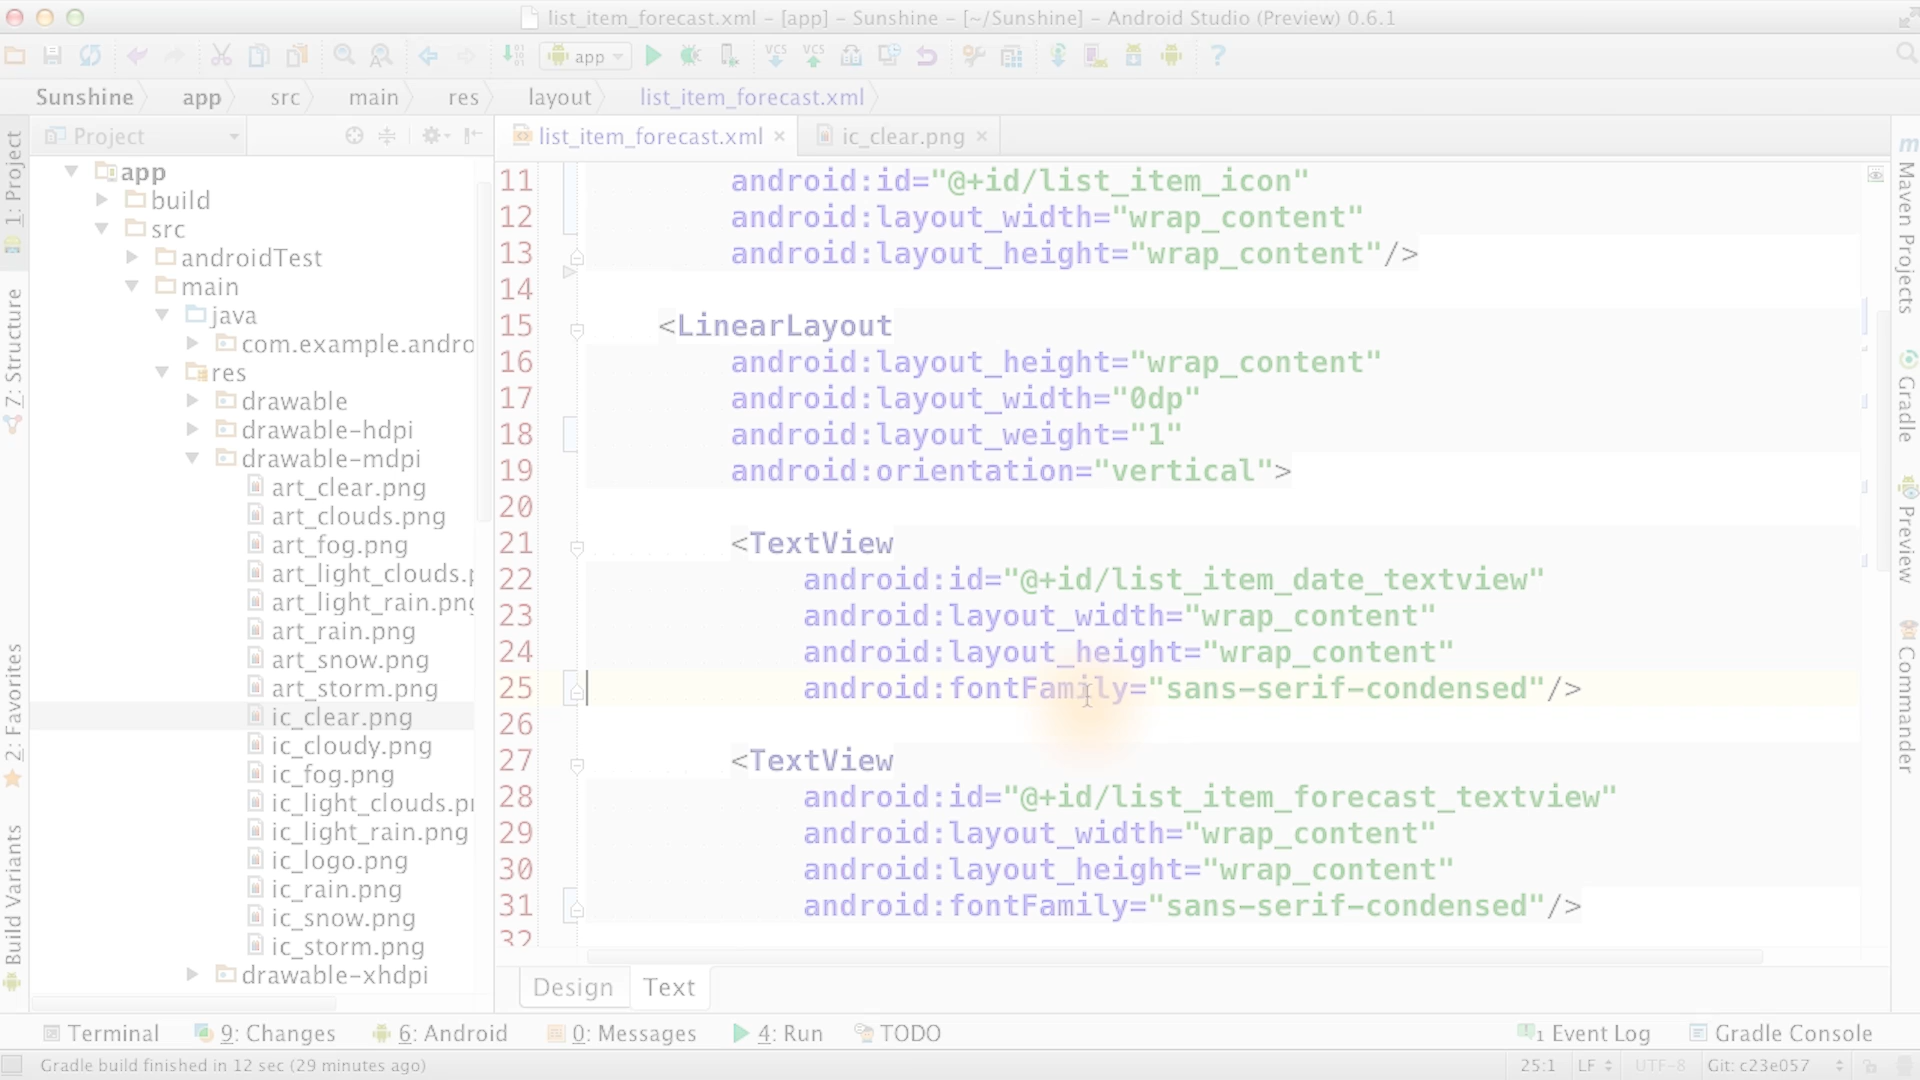 list_item_forecast.xml – [app] – Sunshine – [~/Sunshine] – Android Studio (Preview) 0.6.1
app
Sunshine app src main res layout list_item_forecast.xml
1: Project
Z: Structure
2: Favorites
Build Variants
Project
app
build
src
androidTest
main
java
com.example.andro
res
drawable
drawable-hdpi
drawable-mdpi
art_clear.png
art_clouds.png
art_fog.png
art_light_clouds.p
art_light_rain.png
art_rain.png
art_snow.png
art_storm.png
ic_clear.png
ic_cloudy.png
ic_fog.png
ic_light_clouds.pr
ic_light_rain.png
ic_logo.png
ic_rain.png
ic_snow.png
ic_storm.png
drawable-xhdpi
list_item_forecast.xml ic_clear.png
11 android:id="@+id/list_item_icon"
12 android:layout_width="wrap_content"
13 android:layout_height="wrap_content"/>
14
15 <LinearLayout
16 android:layout_height="wrap_content"
17 android:layout_width="0dp"
18 android:layout_weight="1"
19 android:orientation="vertical">
20
21 <TextView
22 android:id="@+id/list_item_date_textview"
23 android:layout_width="wrap_content"
24 android:layout_height="wrap_content"
25 android:fontFamily="sans-serif-condensed"/>
26
27 <TextView
28 android:id="@+id/list_item_forecast_textview"
29 android:layout_width="wrap_content"
30 android:layout_height="wrap_content"
31 android:fontFamily="sans-serif-condensed"/>
32
Design Text
Maven Projects
Gradle
Preview
Commander
Terminal 9: Changes 6: Android 0: Messages 4: Run TODO 1 Event Log Gradle Console
Gradle build finished in 12 sec (29 minutes ago) 25:1 LF UTF-8 Git: c23e057